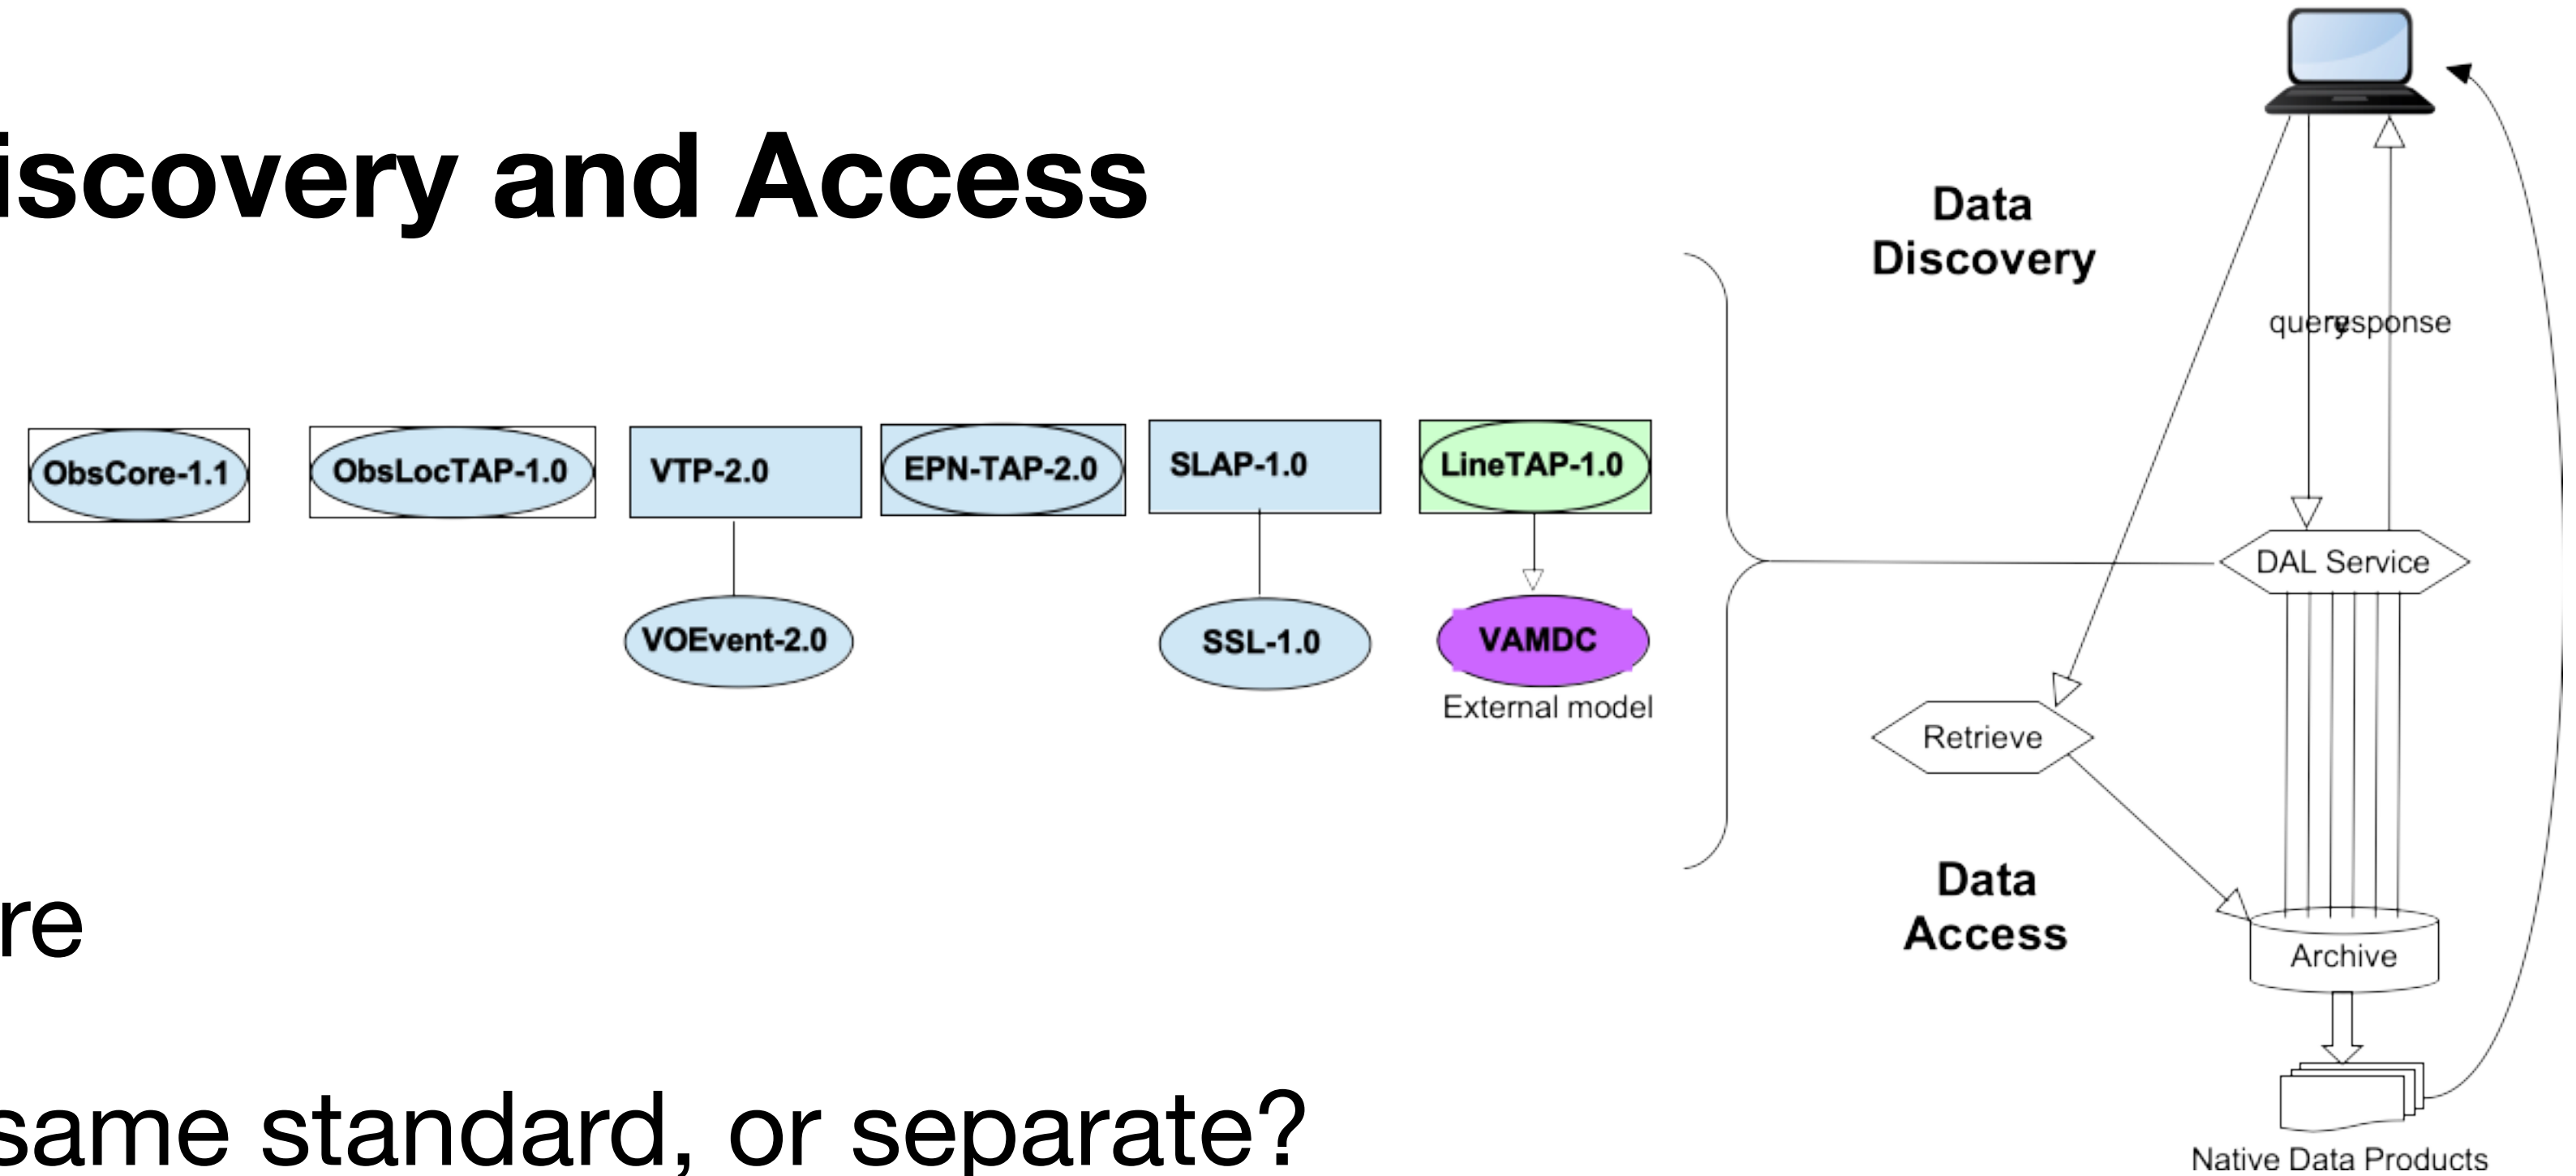 iscovery and Access
Data
Discovery
query
response
ObsCore-1.1
ObsLocTAP-1.0
VTP-2.0
EPN-TAP-2.0
SLAP-1.0
LineTAP-1.0
DAL Service
VOEvent-2.0
SSL-1.0
VAMDC
External model
Retrieve
Data
Access
re
Archive
same standard, or separate?
Native Data Products